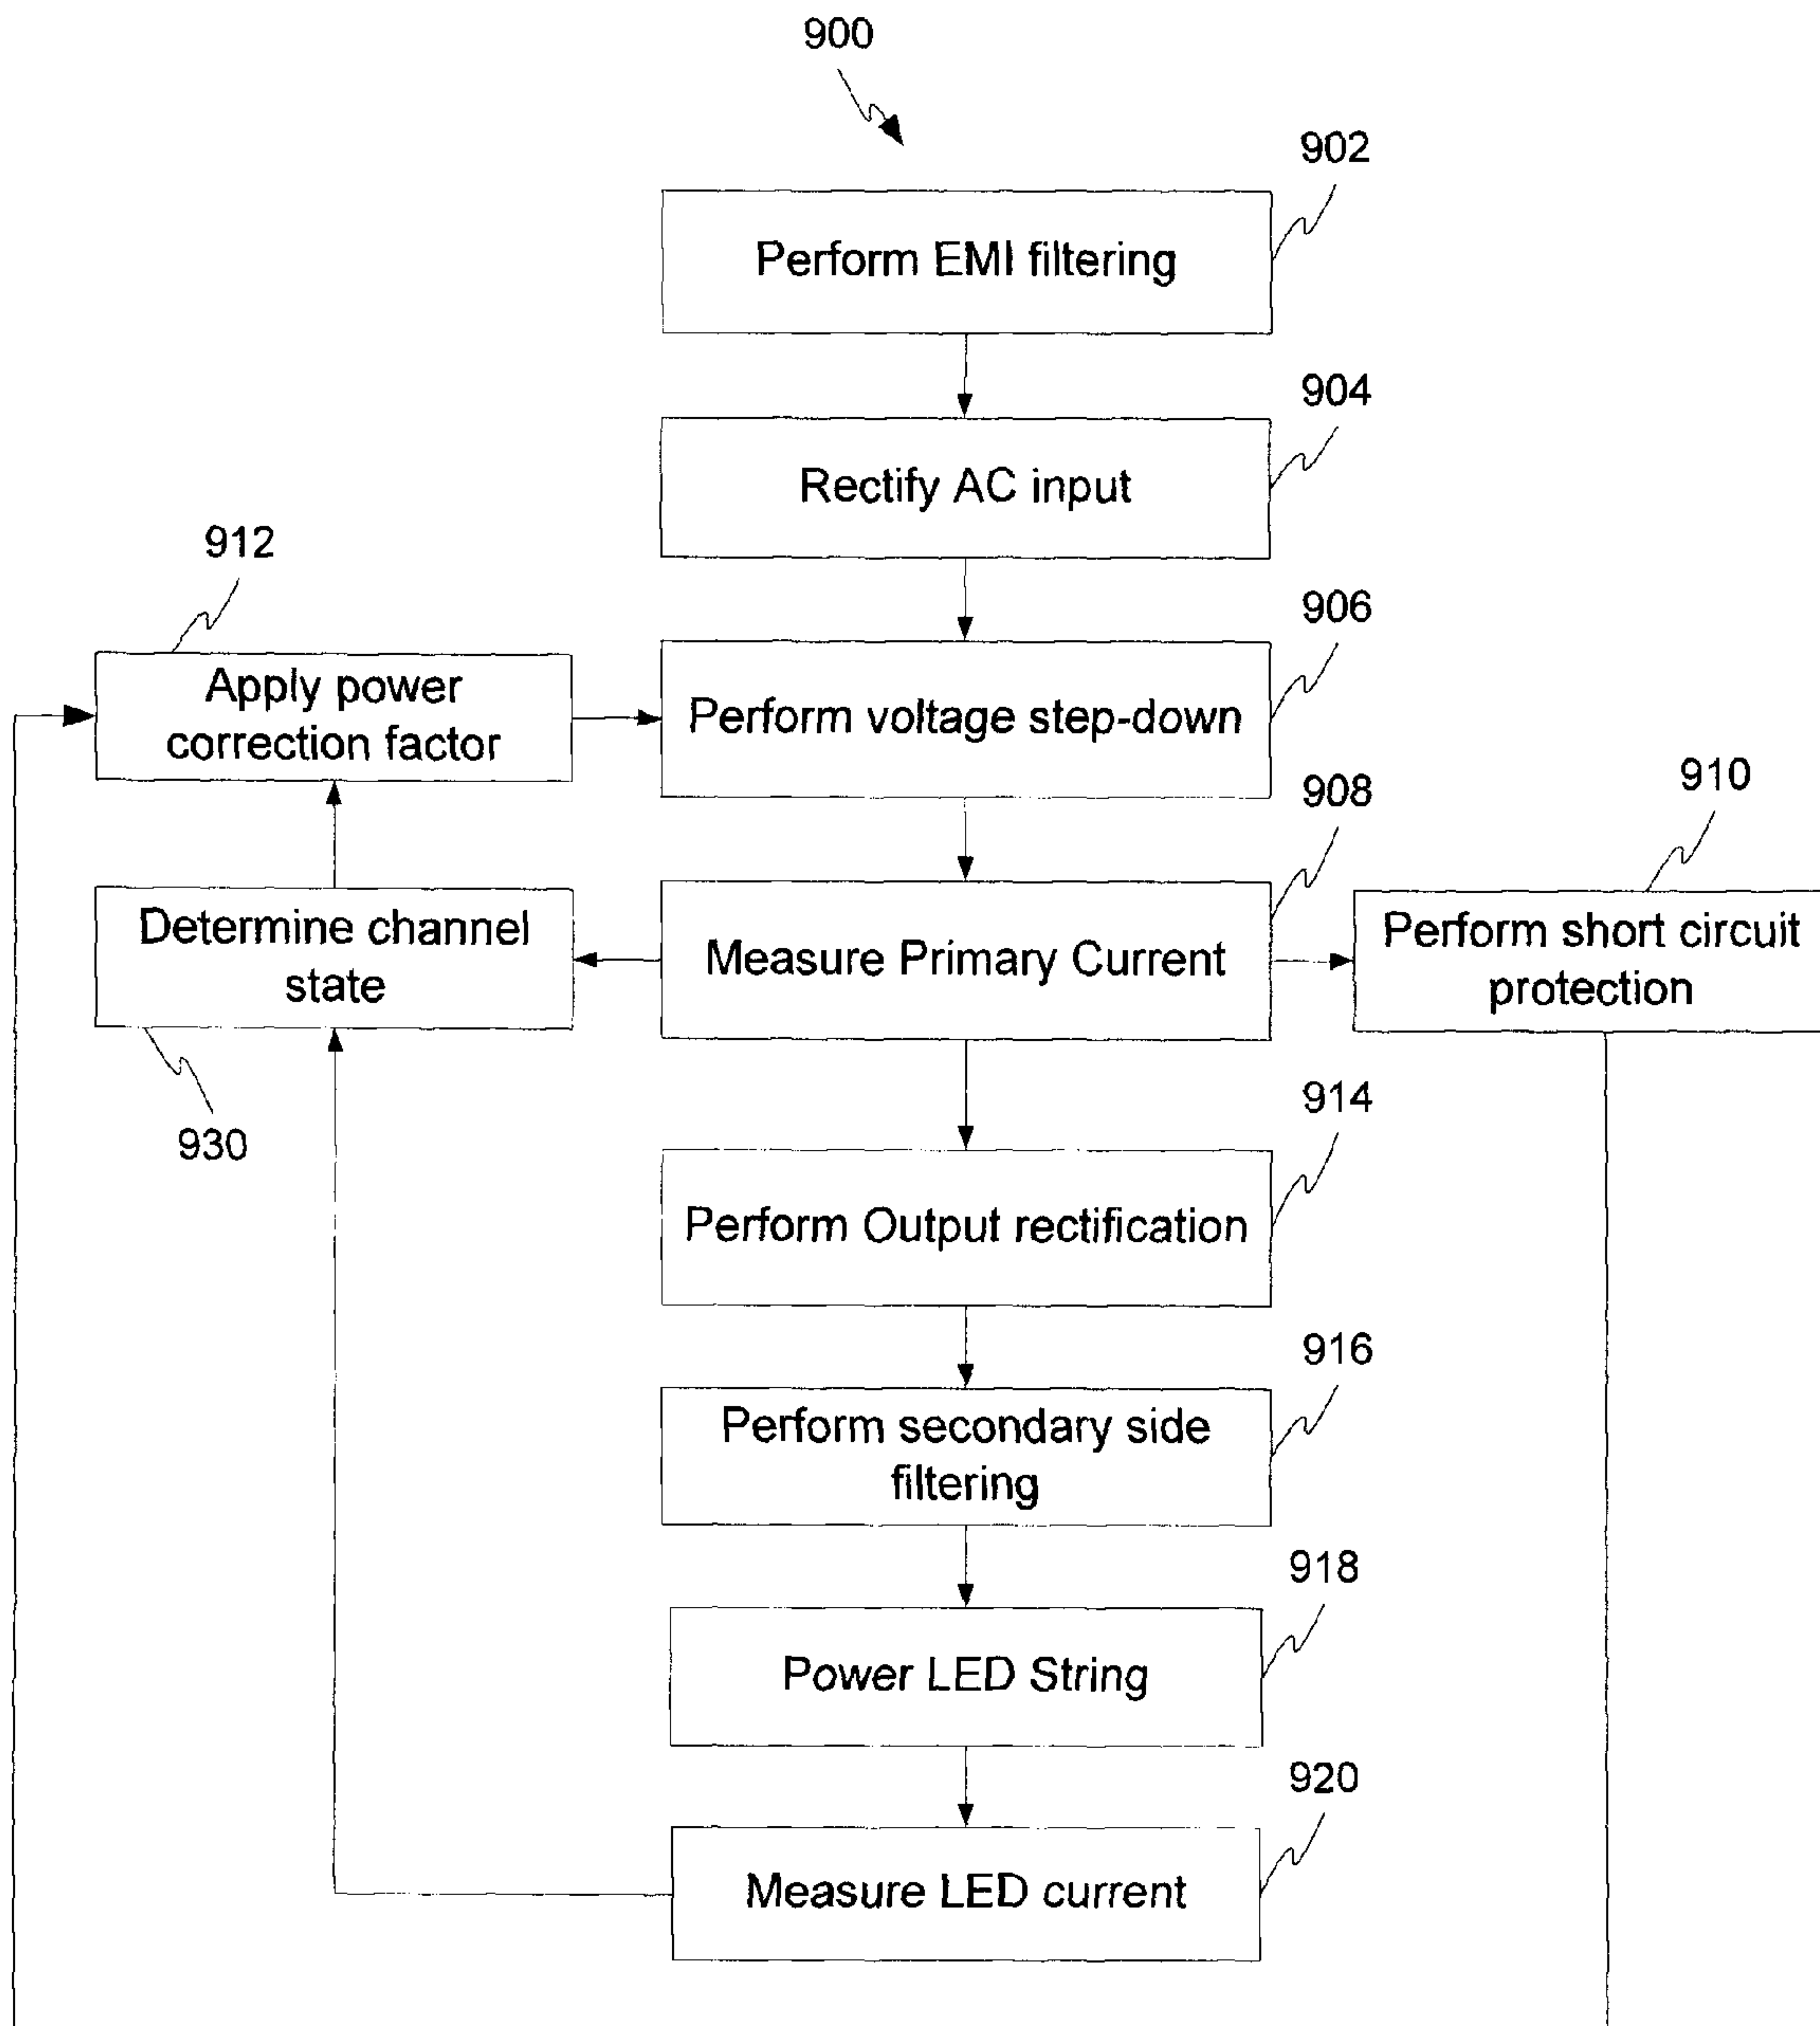 900
902
Perform EMI filtering
904
Rectify AC input
912
906
Apply power
correction factor
Perform voltage step-down
908
910
Determine channel
state
Measure Primary Current
Perform short circuit
protection
930
914
Perform Output rectification
916
Perform secondary side
filtering
918
Power LED String
920
Measure LED current